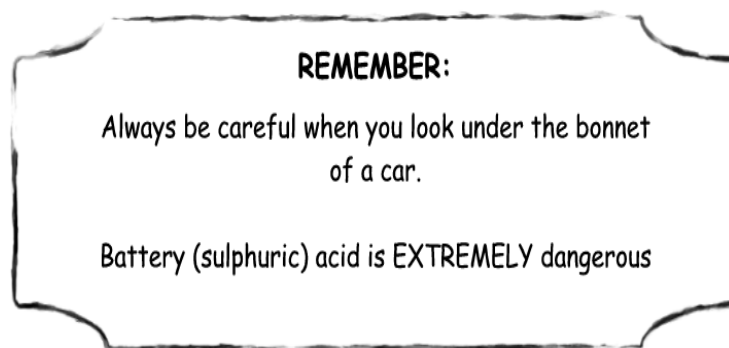 REMEMBER:
Always be careful when you look under the bonnet
of a car.
Battery (sulphuric) acid is EXTREMELY dangerous